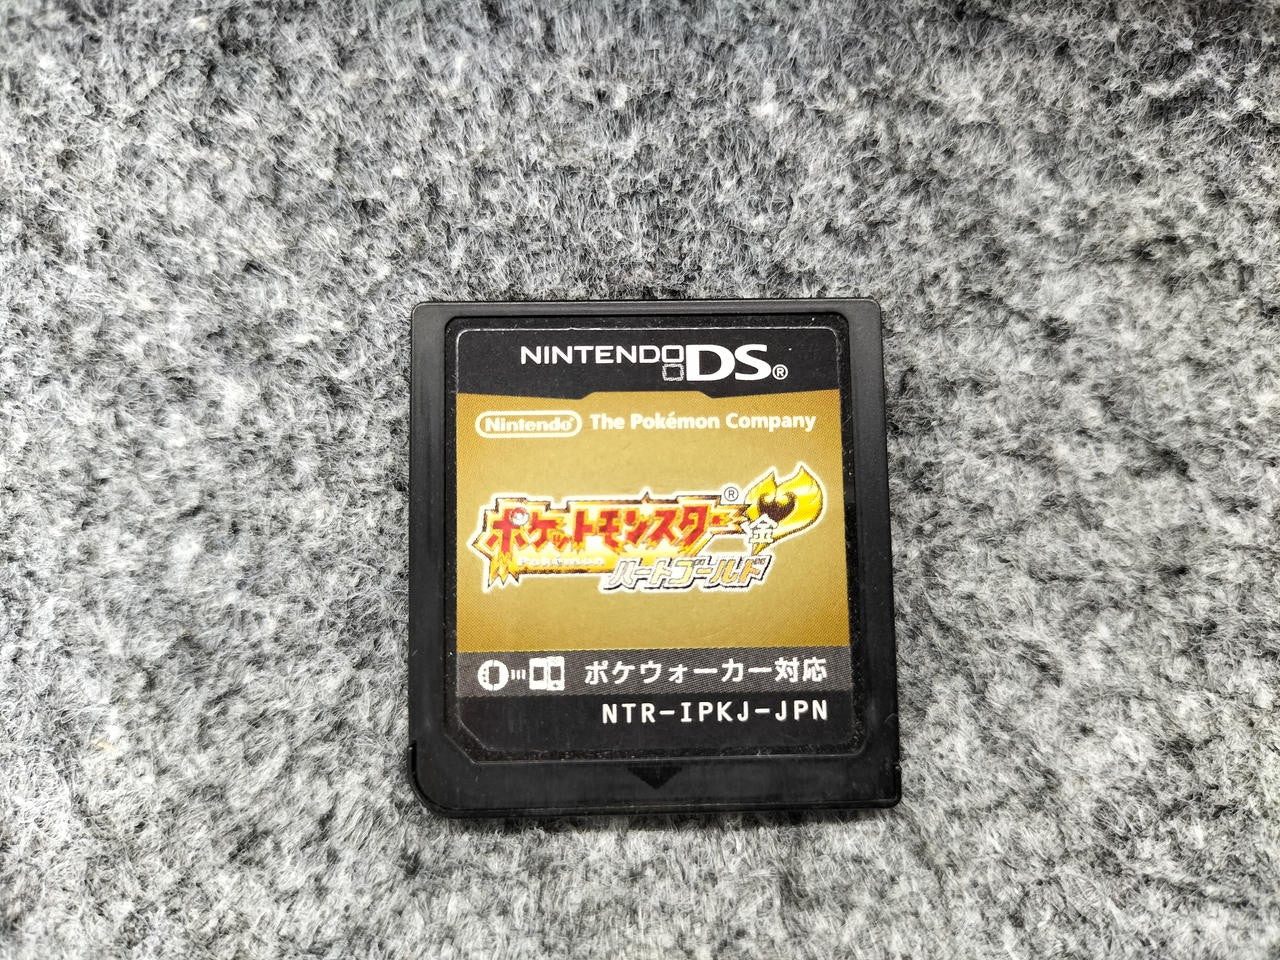 NINTENDO DS®
Nintendo® The Pokémon Company
ポケットモンスター®
Pokémon
金
ハートゴールド
ポケウォーカー対応
NTR-IPKJ-JPN